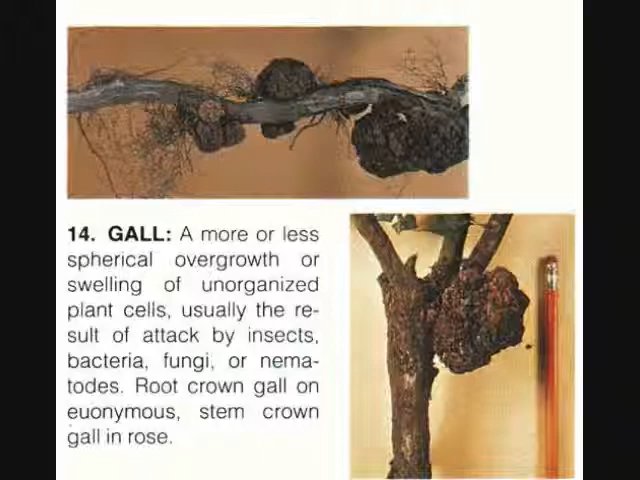 14. GALL: A more or less
spherical overgrowth or
swelling of unorganized
plant cells, usually the re-
sult of attack by insects,
bacteria, fungi, or nema-
todes. Root crown gall on
euonymous, stem crown
gall in rose.